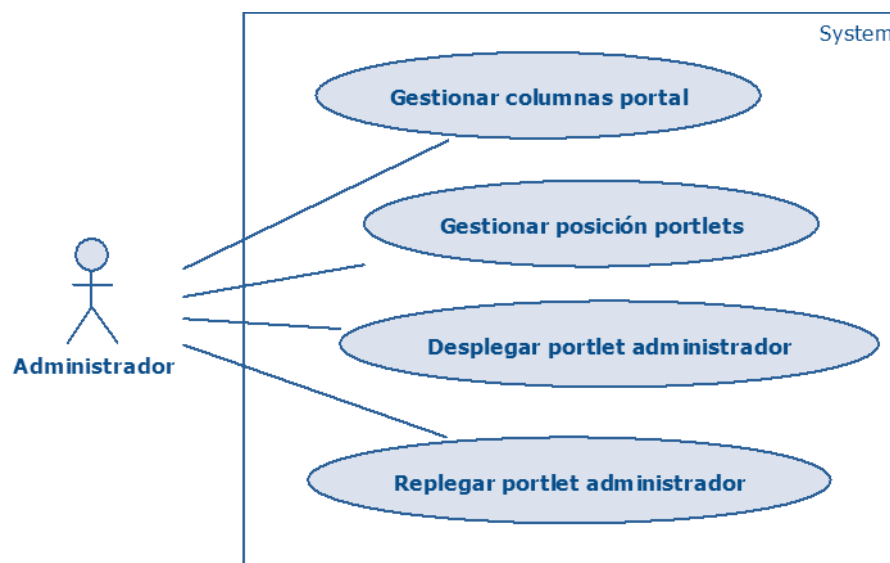 System
Gestionar columnas portal
Gestionar posición portlets
Desplegar portlet administrador
Administrador
Replegar portlet administrador